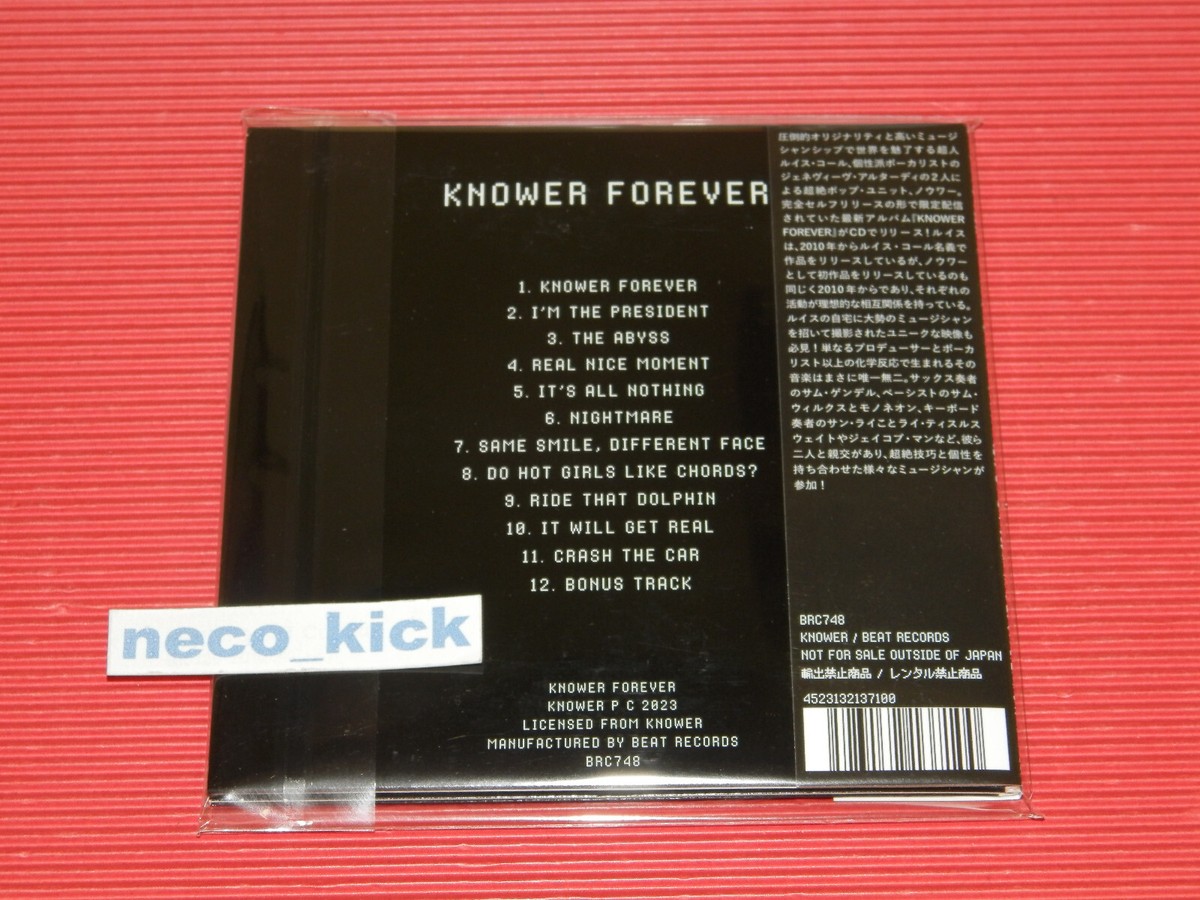 KNOWER FOREVER
1. KNOWER FOREVER
2. I'M THE PRESIDENT
3. THE ABYSS
4. REAL NICE MOMENT
5. IT'S ALL NOTHING
6. NIGHTMARE
7. SAME SMILE, DIFFERENT FACE
8. DO HOT GIRLS LIKE CHORDS?
9. RIDE THAT DOLPHIN
10. IT WILL GET REAL
11. CRASH THE CAR
12. BONUS TRACK
neco_kick
KNOWER FOREVER
KNOWER P C 2023
LICENSED FROM KNOWER
MANUFACTURED BY BEAT RECORDS
BRC748
圧倒的オリジナリティと高いミュージ
シャンシップで世界を魅了する超人
ルイス・コール、個性派ボーカリストの
ジェネヴィーヴ・アルターディの2人に
よる超絶ポップ・ユニット、ノウワー。
完全セルフリリースの形で限定配信
されていた最新アルバム『KNOWER
FOREVER』がCDでリリース！ルイス
は、2010年からルイス・コール名義で
作品をリリースしているが、ノウワー
として初作品をリリースしているのも
同じく2010年からであり、それぞれの
活動が理想的な相互関係を持っている。
ルイスの自宅に大勢のミュージシャン
を招いて撮影されたユニークな映像も
必見！単なるプロデューサーとボーカ
リスト以上の化学反応で生まれるその
音楽はまさに唯一無二。サックス奏者
のサム・ゲンデル、ベーシストのサム・
ウィルクスとモノネオン、キーボード
奏者のサン・ライことライ・ティスルス
ウェイトやジェイコブ・マンなど、彼ら
二人と親交があり、超絶技巧と個性を
持ち合わせた様々なミュージシャンが
参加！
BRC748
KNOWER / BEAT RECORDS
NOT FOR SALE OUTSIDE OF JAPAN
輸出禁止商品 / レンタル禁止商品
4523132137100